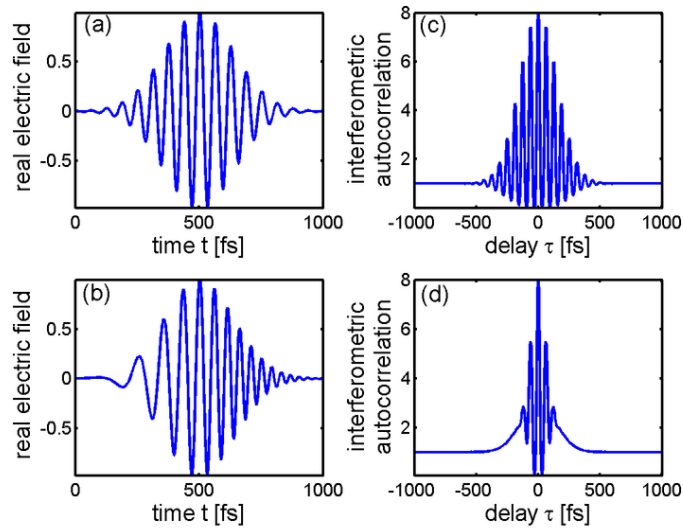 (a)
real electric field
0.5
0
-0.5
0 500 1000
time t [fs]
(c)
interferometric
autocorrelation
8
6
4
2
-1000 -500 0 500 1000
delay τ [fs]
(b)
real electric field
0.5
0
-0.5
0 500 1000
time t [fs]
(d)
interferometric
autocorrelation
8
6
4
2
-1000 -500 0 500 1000
delay τ [fs]